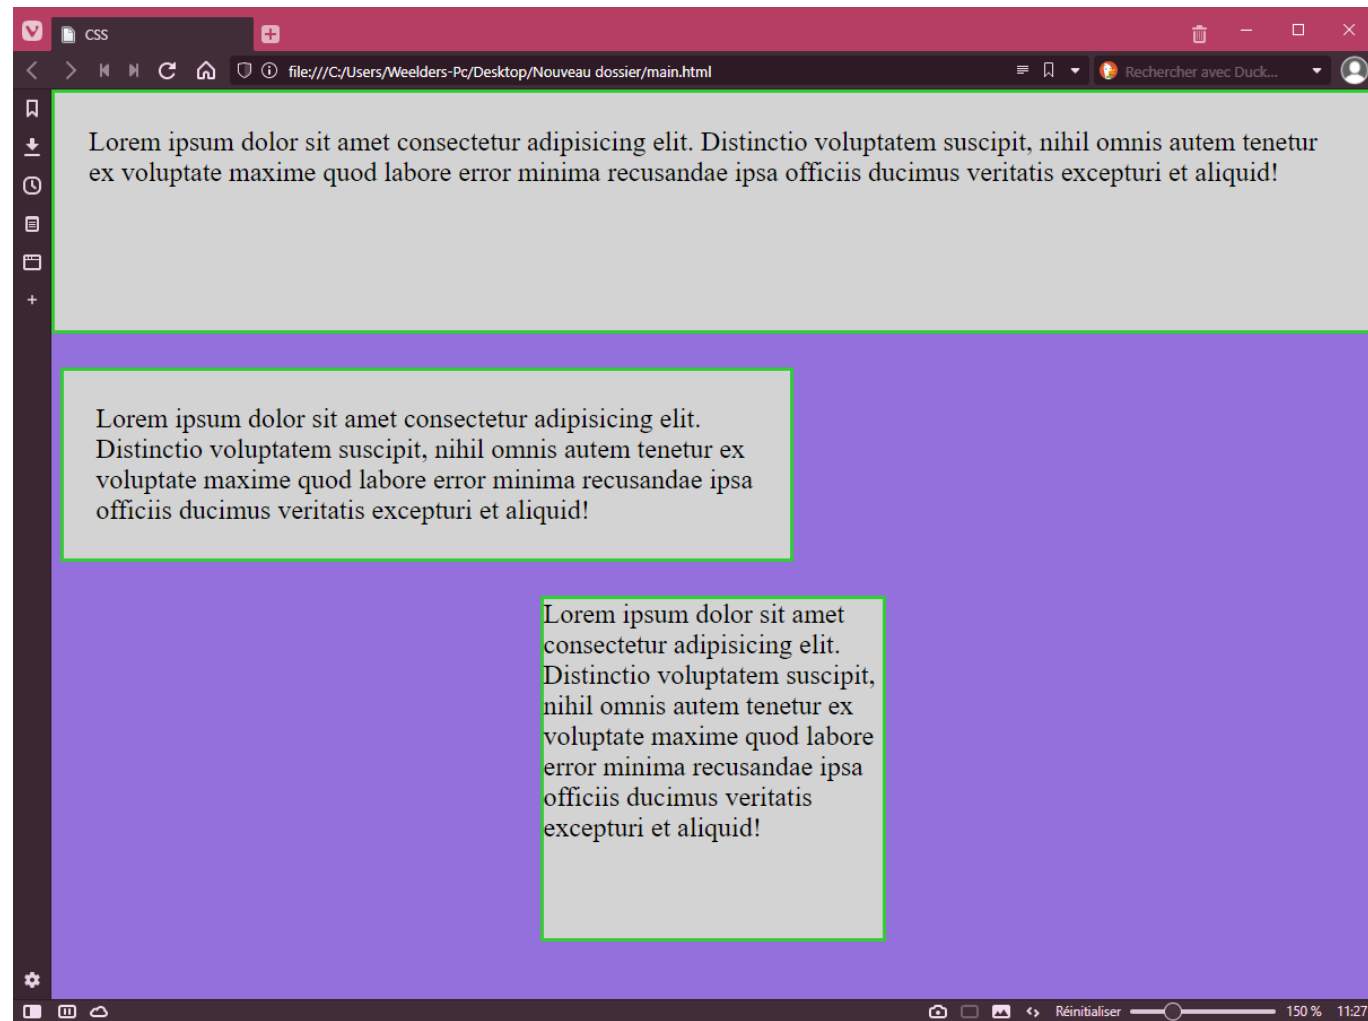 CSS
file:///C:/Users/Weelders-Pc/Desktop/Nouveau dossier/main.html
Rechercher avec Duck...
Lorem ipsum dolor sit amet consectetur adipisicing elit. Distinctio voluptatem suscipit, nihil omnis autem tenetur
ex voluptate maxime quod labore error minima recusandae ipsa officiis ducimus veritatis excepturi et aliquid!
Lorem ipsum dolor sit amet consectetur adipisicing elit.
Distinctio voluptatem suscipit, nihil omnis autem tenetur ex
voluptate maxime quod labore error minima recusandae ipsa
officiis ducimus veritatis excepturi et aliquid!
Lorem ipsum dolor sit amet
consectetur adipisicing elit.
Distinctio voluptatem suscipit,
nihil omnis autem tenetur ex
voluptate maxime quod labore
error minima recusandae ipsa
officiis ducimus veritatis
excepturi et aliquid!
Réinitialiser 150 % 11:27